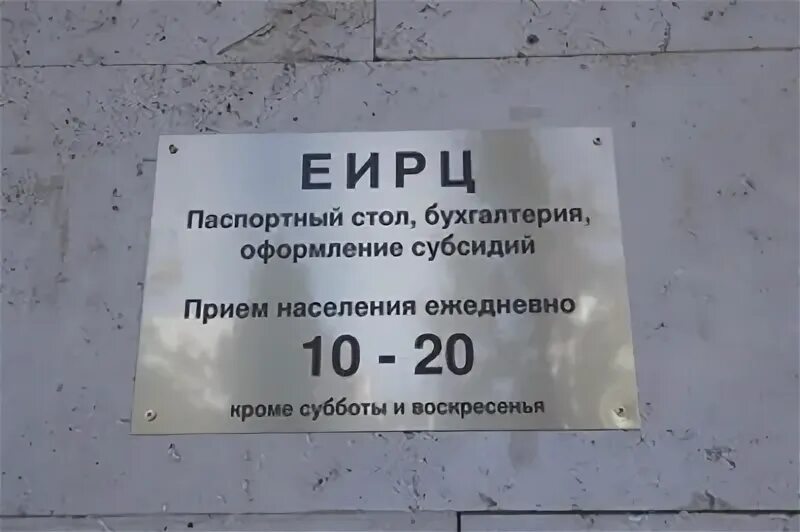 ЕИРЦ
Паспортный стол, бухгалтерия,
оформление субсидий
Прием населения ежедневно
10 - 20
кроме субботы и воскресенья